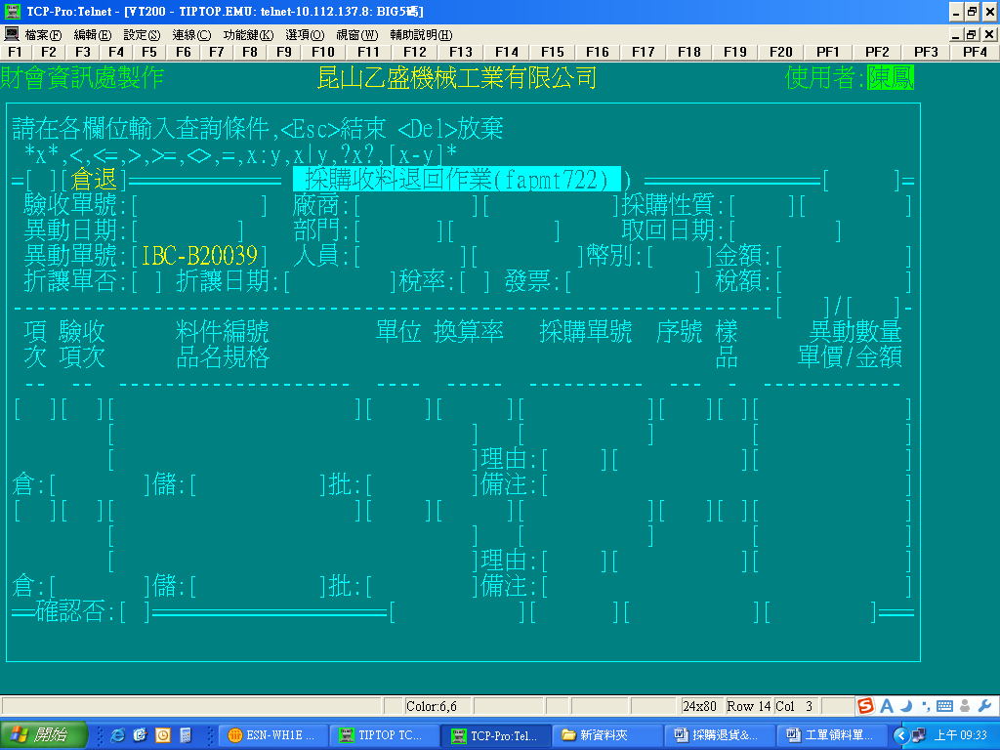 TCP-Pro:Telnet - [VT200 - TIPTOP.EMU: telnet-10.112.137.8: BIG5碼]
檔案(F) 編輯(E) 設定(S) 連線(C) 功能鍵(K) 選項(O) 視窗(W) 輔助說明(H)
F1 F2 F3 F4 F5 F6 F7 F8 F9 F10 F11 F12 F13 F14 F15 F16 F17 F18 F19 F20 PF1 PF2 PF3 PF4
財會資訊處製作 昆山乙盛機械工業有限公司 使用者:陳鳳
請在各欄位輸入查詢條件,<Esc>結束 <Del>放棄
*x*,<,<=,>,>=,<>,=,x:y,x|y,?x?,[x-y]*
=[ ][倉退]============= 採購收料退回作業(fapmt722) ) ===============[ ]=
驗收單號:[ ] 廠商:[ ][ ]採購性質:[ ][ ]
異動日期:[ ] 部門:[ ][ ] 取回日期:[ ]
異動單號:[IBC-B20039] 人員:[ ][ ]幣別:[ ]金額:[ ]
折讓單否:[ ] 折讓日期:[ ]稅率:[ ] 發票:[ ] 稅額:[ ]
-----------------------------------------------------------------[ ]/[ ]-
項 驗收 料件編號 單位 換算率 採購單號 序號 樣 異動數量
次 項次 品名規格 品 單價/金額
-- -- -------------------- ---- ----- ---------- --- - ------------
[ ][ ][ ][ ][ ][ ][ ][ ][ ]
[ ] [ ] [ ]
[ ]理由:[ ][ ][ ]
倉:[ ]儲:[ ]批:[ ]備注:[ ]
[ ][ ][ ][ ][ ][ ][ ][ ][ ]
[ ] [ ] [ ]
[ ]理由:[ ][ ][ ]
倉:[ ]儲:[ ]批:[ ]備注:[ ]
==確認否:[ ]====================[ ][ ][ ][ ]===
Color:6,6 24x80 Row 14 Col 3
開始 ESN-WH1E ... TIPTOP TC... TCP-Pro:Tel... 新資料夾 採購退貨&... 工單領料單... 上午 09:33